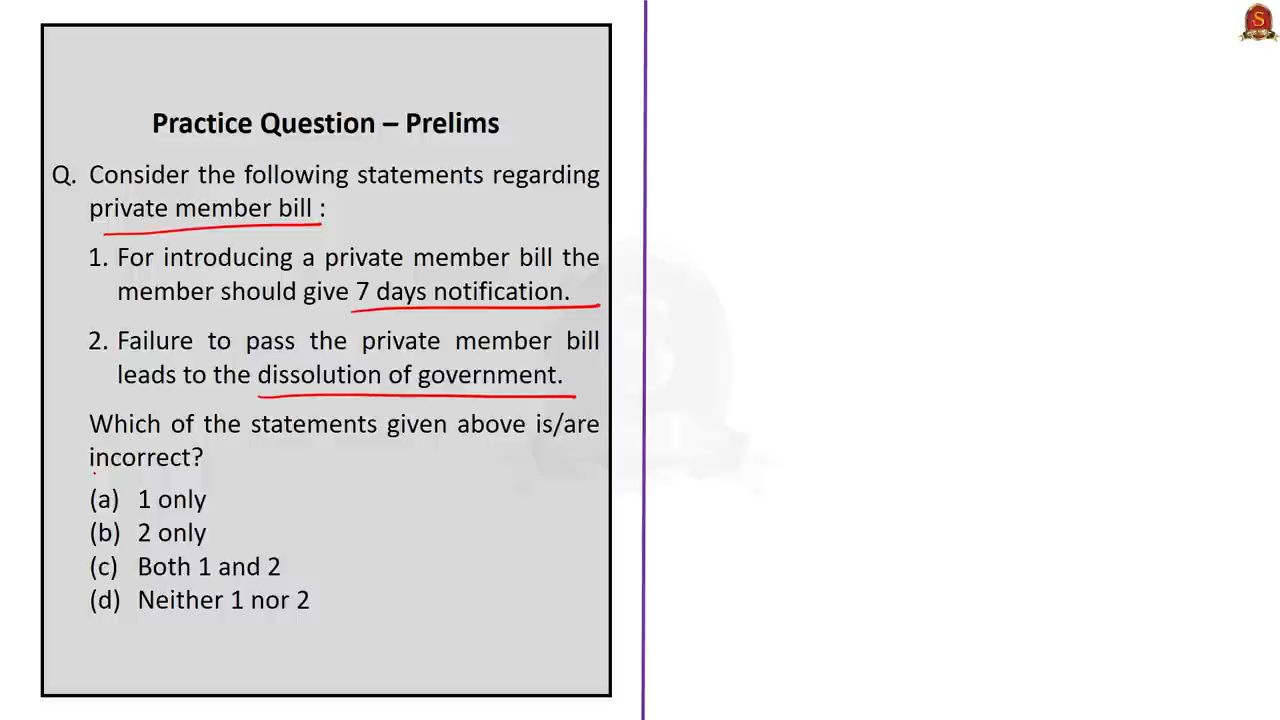 S
Practice Question – Prelims
Q. Consider the following statements regarding
private member bill :
1. For introducing a private member bill the
member should give 7 days notification.
2. Failure to pass the private member bill
leads to the dissolution of government.
Which of the statements given above is/are
incorrect?
(a) 1 only
(b) 2 only
(c) Both 1 and 2
(d) Neither 1 nor 2